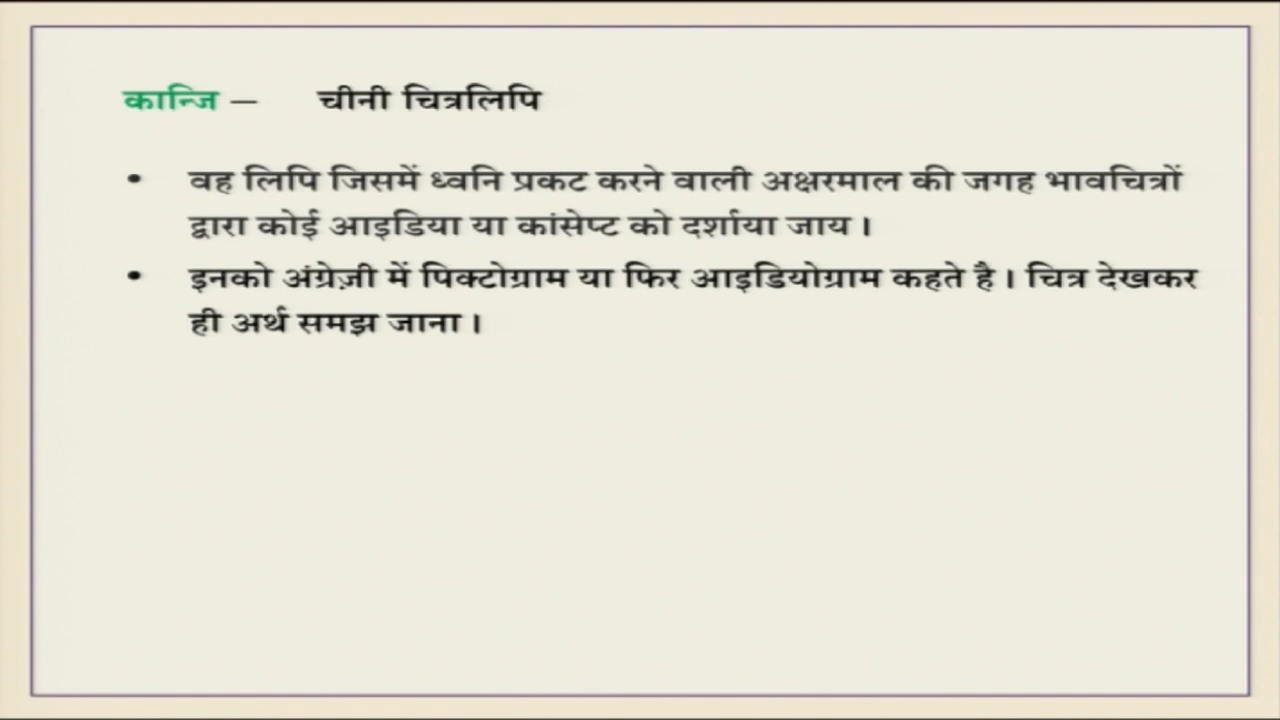 कान्जि – चीनी चित्रलिपि
• वह लिपि जिसमें ध्वनि प्रकट करने वाली अक्षरमाल की जगह भावचित्रों
द्वारा कोई आइडिया या कांसेप्ट को दर्शाया जाय ।
• इनको अंग्रेज़ी में पिक्टोग्राम या फिर आइडियोग्राम कहते है । चित्र देखकर
ही अर्थ समझ जाना ।